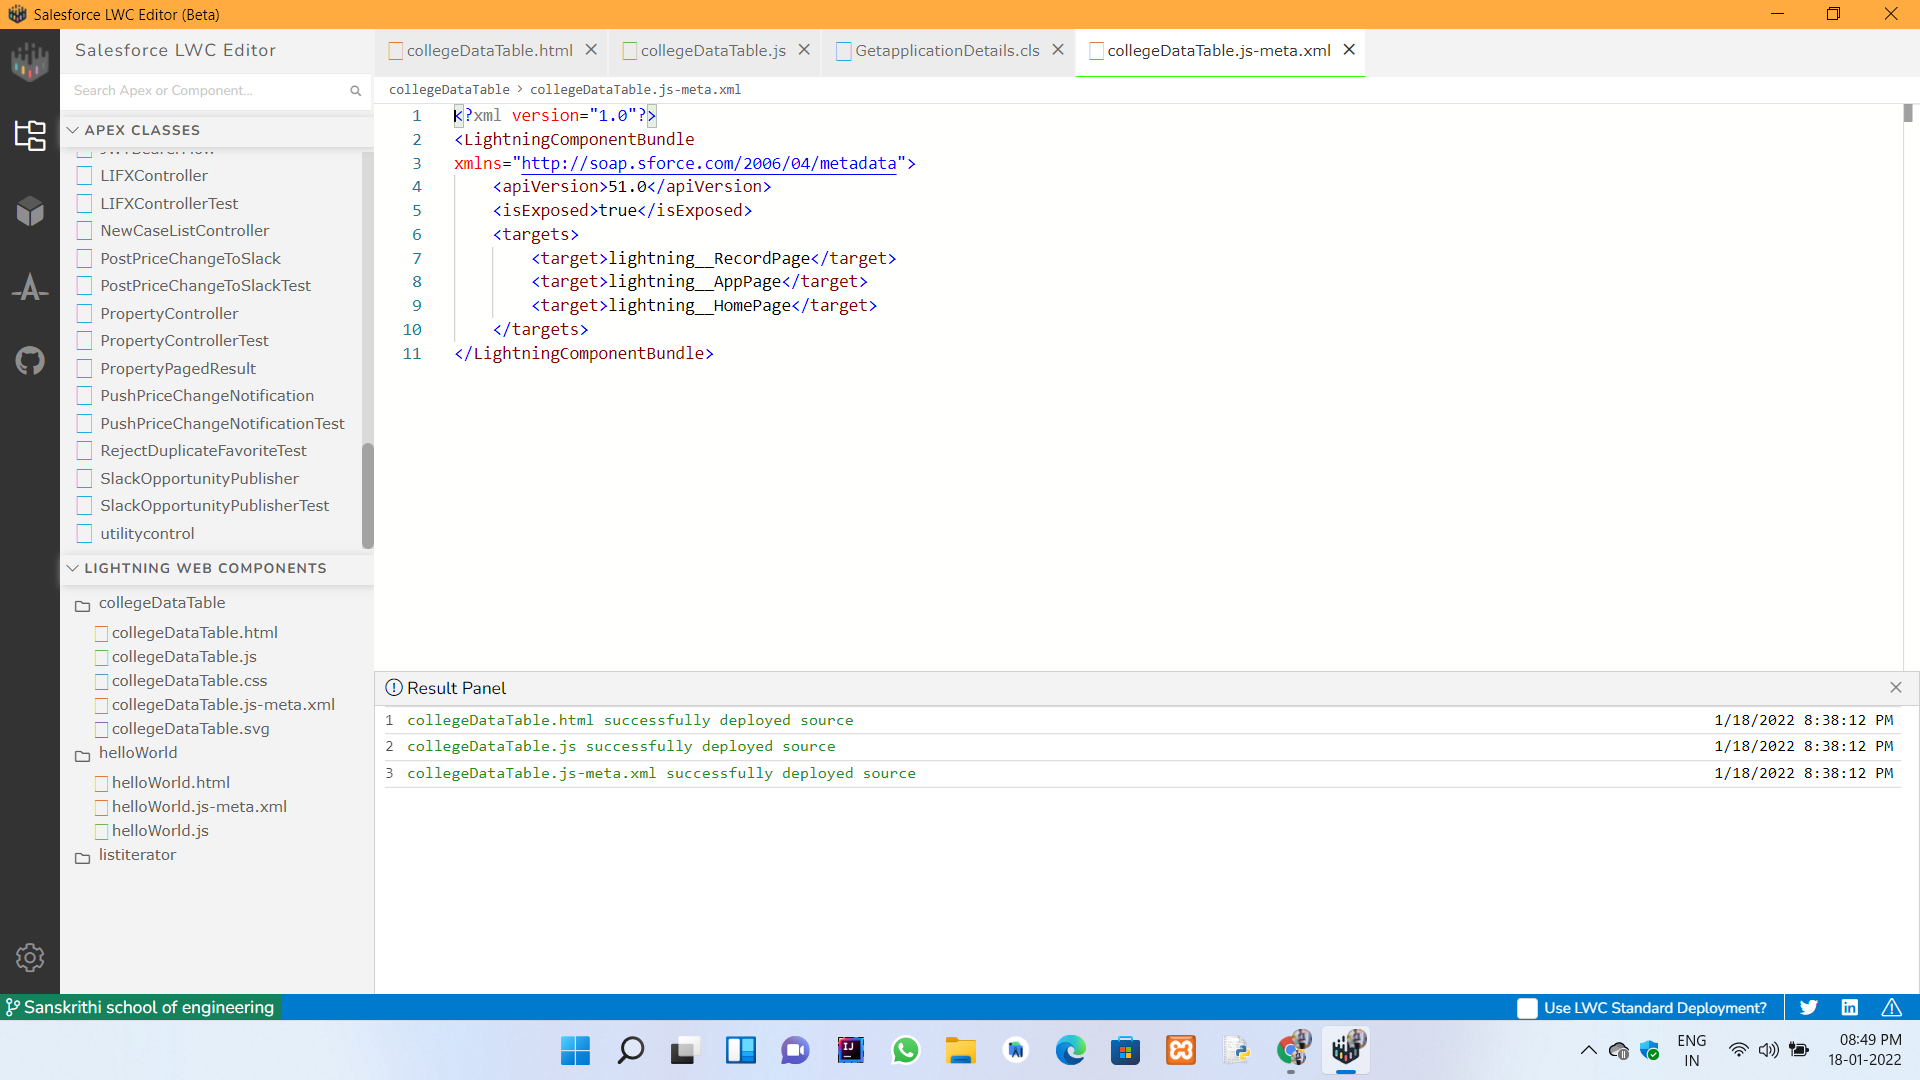 Salesforce LWC Editor (Beta)
Salesforce LWC Editor
Search Apex or Component...
APEX CLASSES
LIFXController
LIFXControllerTest
NewCaseListController
PostPriceChangeToSlack
PostPriceChangeToSlackTest
PropertyController
PropertyControllerTest
PropertyPagedResult
PushPriceChangeNotification
PushPriceChangeNotificationTest
RejectDuplicateFavoriteTest
SlackOpportunityPublisher
SlackOpportunityPublisherTest
utilitycontrol
LIGHTNING WEB COMPONENTS
collegeDataTable
collegeDataTable.html
collegeDataTable.js
collegeDataTable.css
collegeDataTable.js-meta.xml
collegeDataTable.svg
helloWorld
helloWorld.html
helloWorld.js-meta.xml
helloWorld.js
listiterator
collegeDataTable.html collegeDataTable.js GetapplicationDetails.cls collegeDataTable.js-meta.xml
collegeDataTable > collegeDataTable.js-meta.xml
1 <?xml version="1.0"?>
2 <LightningComponentBundle
3 xmlns="http://soap.sforce.com/2006/04/metadata">
4 <apiVersion>51.0</apiVersion>
5 <isExposed>true</isExposed>
6 <targets>
7 <target>lightning__RecordPage</target>
8 <target>lightning__AppPage</target>
9 <target>lightning__HomePage</target>
10 </targets>
11 </LightningComponentBundle>
Result Panel
1 collegeDataTable.html successfully deployed source 1/18/2022 8:38:12 PM
2 collegeDataTable.js successfully deployed source 1/18/2022 8:38:12 PM
3 collegeDataTable.js-meta.xml successfully deployed source 1/18/2022 8:38:12 PM
Sanskrithi school of engineering
Use LWC Standard Deployment?
ENG
IN
08:49 PM
18-01-2022